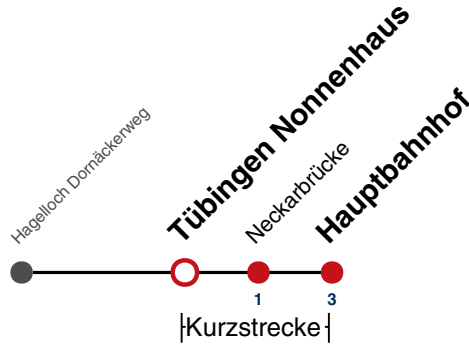 Hagelloch Dornäckerweg
Tübingen Nonnenhaus
Neckarbrücke
Hauptbahnhof
1
3
Kurzstrecke